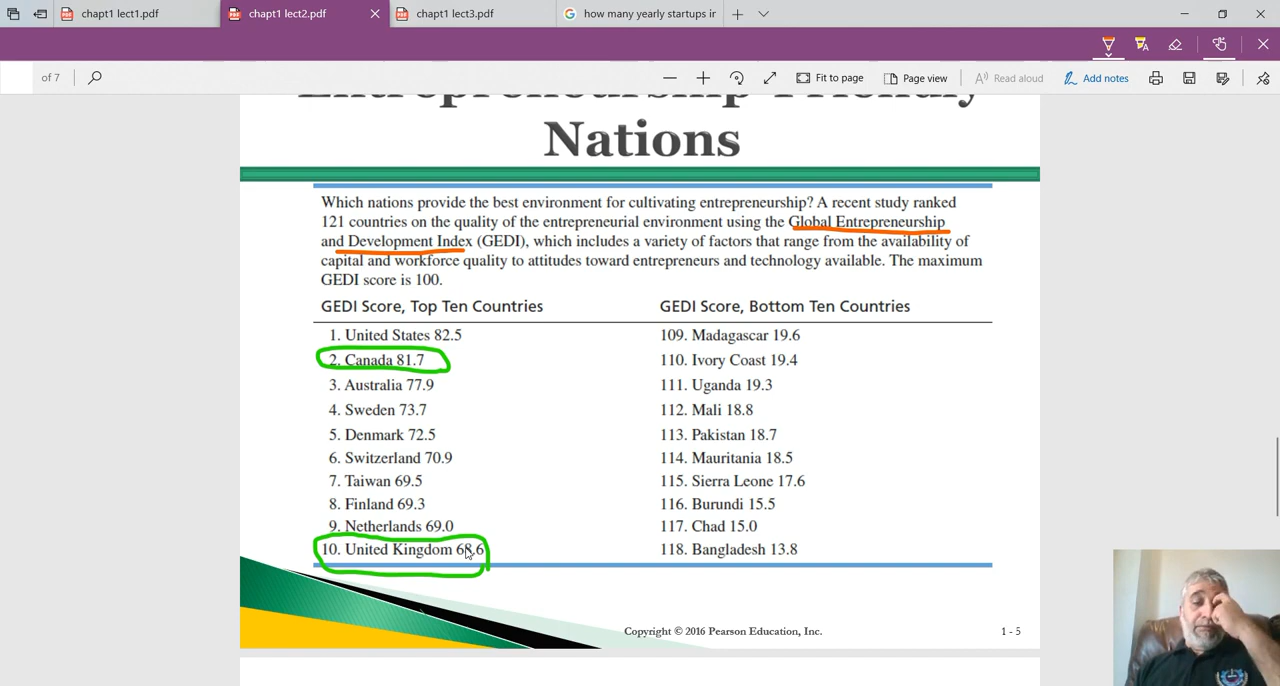 chapt1 lect1.pdf
chapt1 lect2.pdf
chapt1 lect3.pdf
how many yearly startups ir
of 7
Fit to page
Page view
Read aloud
Add notes
Entrepreneurship-Friendly
Nations
Which nations provide the best environment for cultivating entrepreneurship? A recent study ranked
121 countries on the quality of the entrepreneurial environment using the Global Entrepreneurship
and Development Index (GEDI), which includes a variety of factors that range from the availability of
capital and workforce quality to attitudes toward entrepreneurs and technology available. The maximum
GEDI score is 100.
GEDI Score, Top Ten Countries
1. United States 82.5
2. Canada 81.7
3. Australia 77.9
4. Sweden 73.7
5. Denmark 72.5
6. Switzerland 70.9
7. Taiwan 69.5
8. Finland 69.3
9. Netherlands 69.0
10. United Kingdom 68.6
GEDI Score, Bottom Ten Countries
109. Madagascar 19.6
110. Ivory Coast 19.4
111. Uganda 19.3
112. Mali 18.8
113. Pakistan 18.7
114. Mauritania 18.5
115. Sierra Leone 17.6
116. Burundi 15.5
117. Chad 15.0
118. Bangladesh 13.8
Copyright © 2016 Pearson Education, Inc.
1 - 5